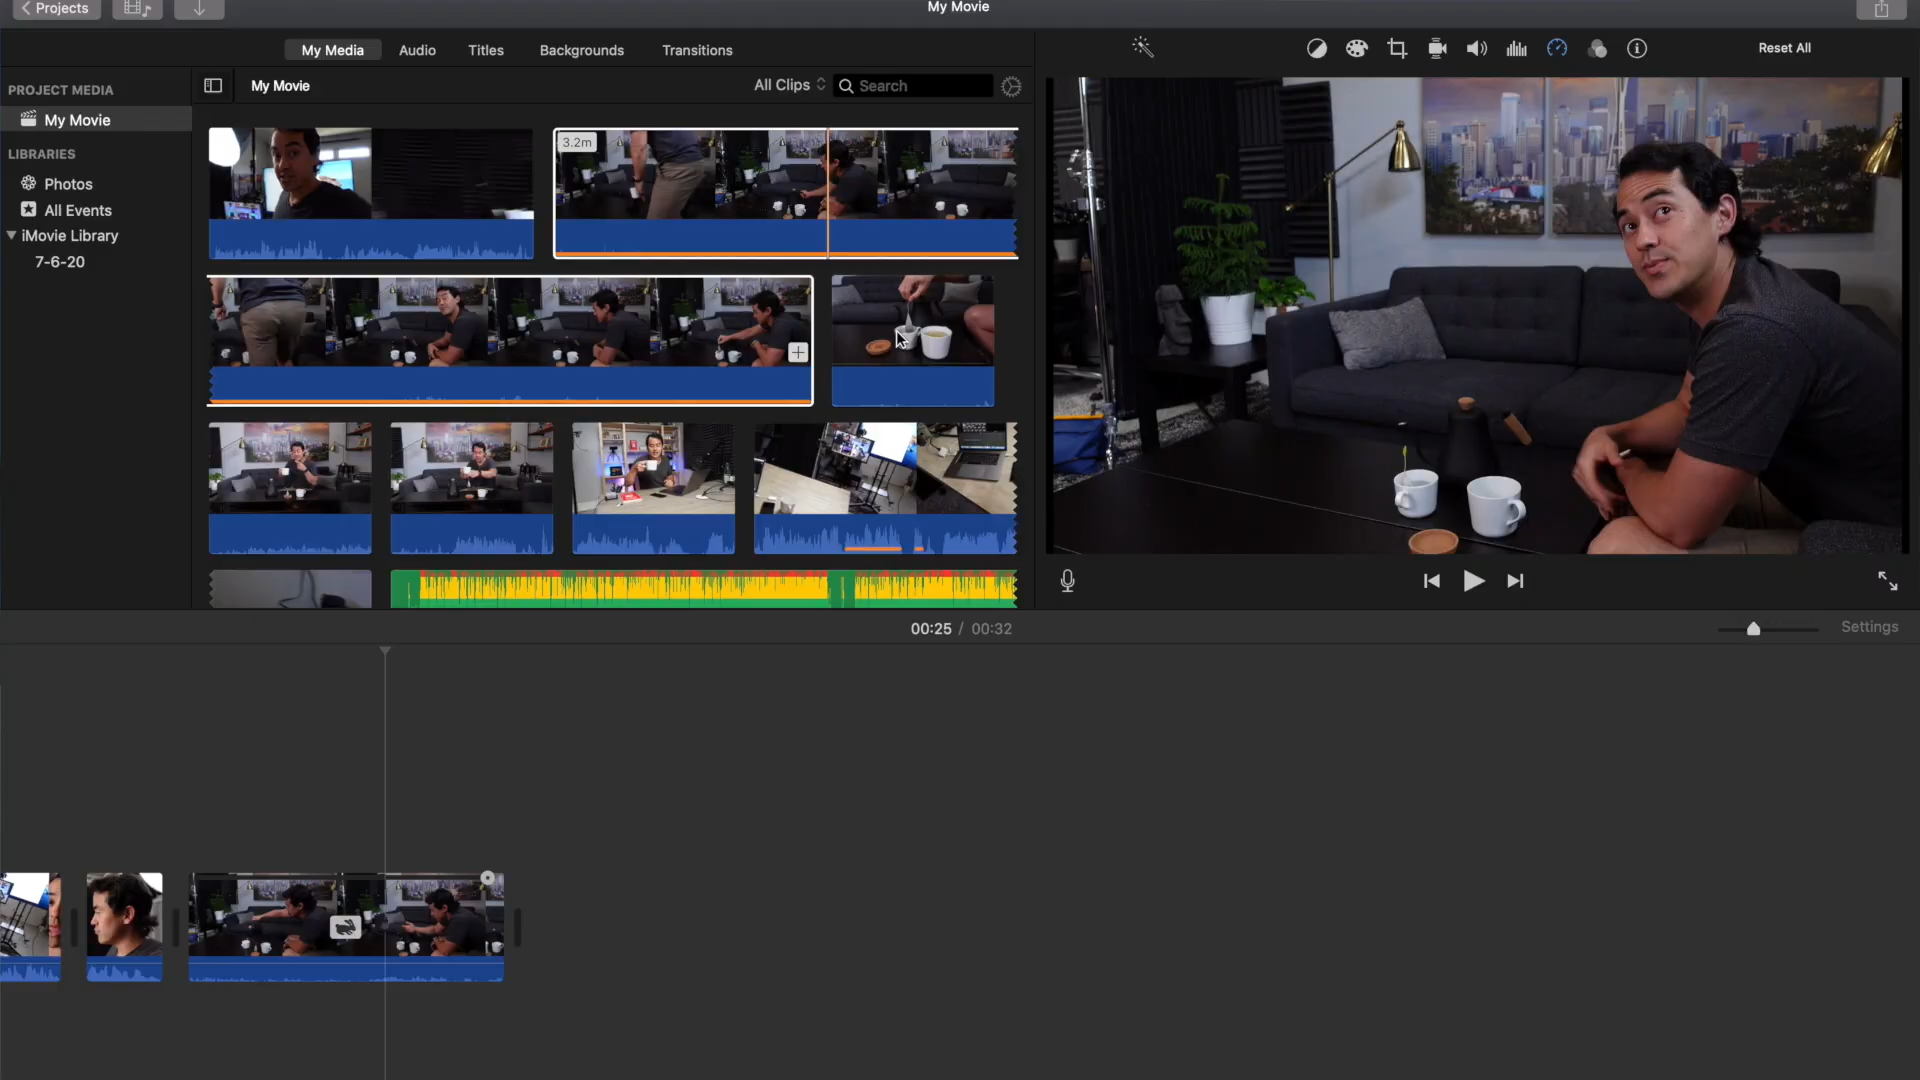 Projects
My Movie
My Media
Audio
Titles
Backgrounds
Transitions
Reset All
PROJECT MEDIA
My Movie
LIBRARIES
Photos
All Events
iMovie Library
7-6-20
My Movie
All Clips
Search
3.2m
00:25 / 00:32
Settings